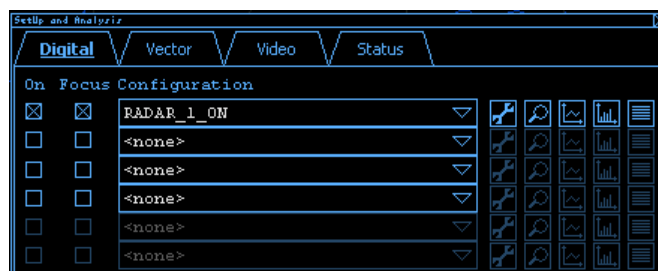 SetUp and Analysis
Digital Vector Video Status
On Focus Configuration
RADAR_1_ON
<none>
<none>
<none>
<none>
<none>